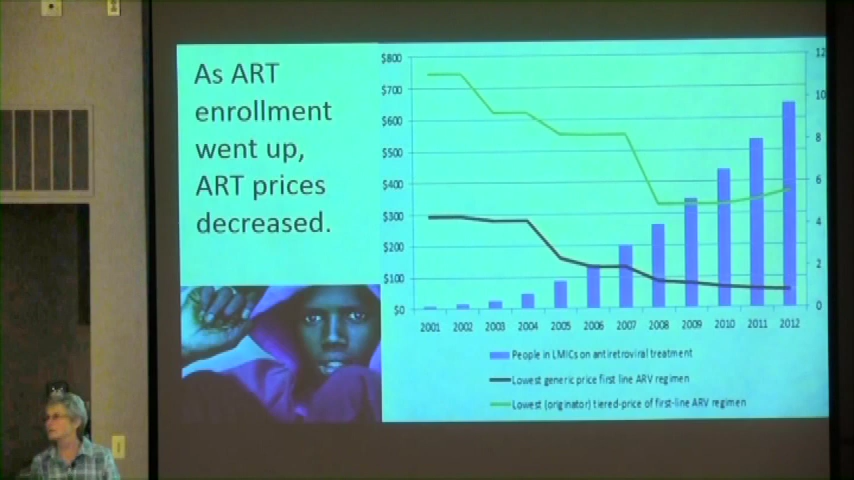 As ART
enrollment
went up,
ART prices
decreased.
$800
$700
$600
$500
$400
$300
$200
$100
$0
12
10
8
6
4
2
0
2001 2002 2003 2004 2005 2006 2007 2008 2009 2010 2011 2012
People in LMICs on antiretroviral treatment
Lowest generic price first line ARV regimen
Lowest (originator) tiered-price of first-line ARV regimen